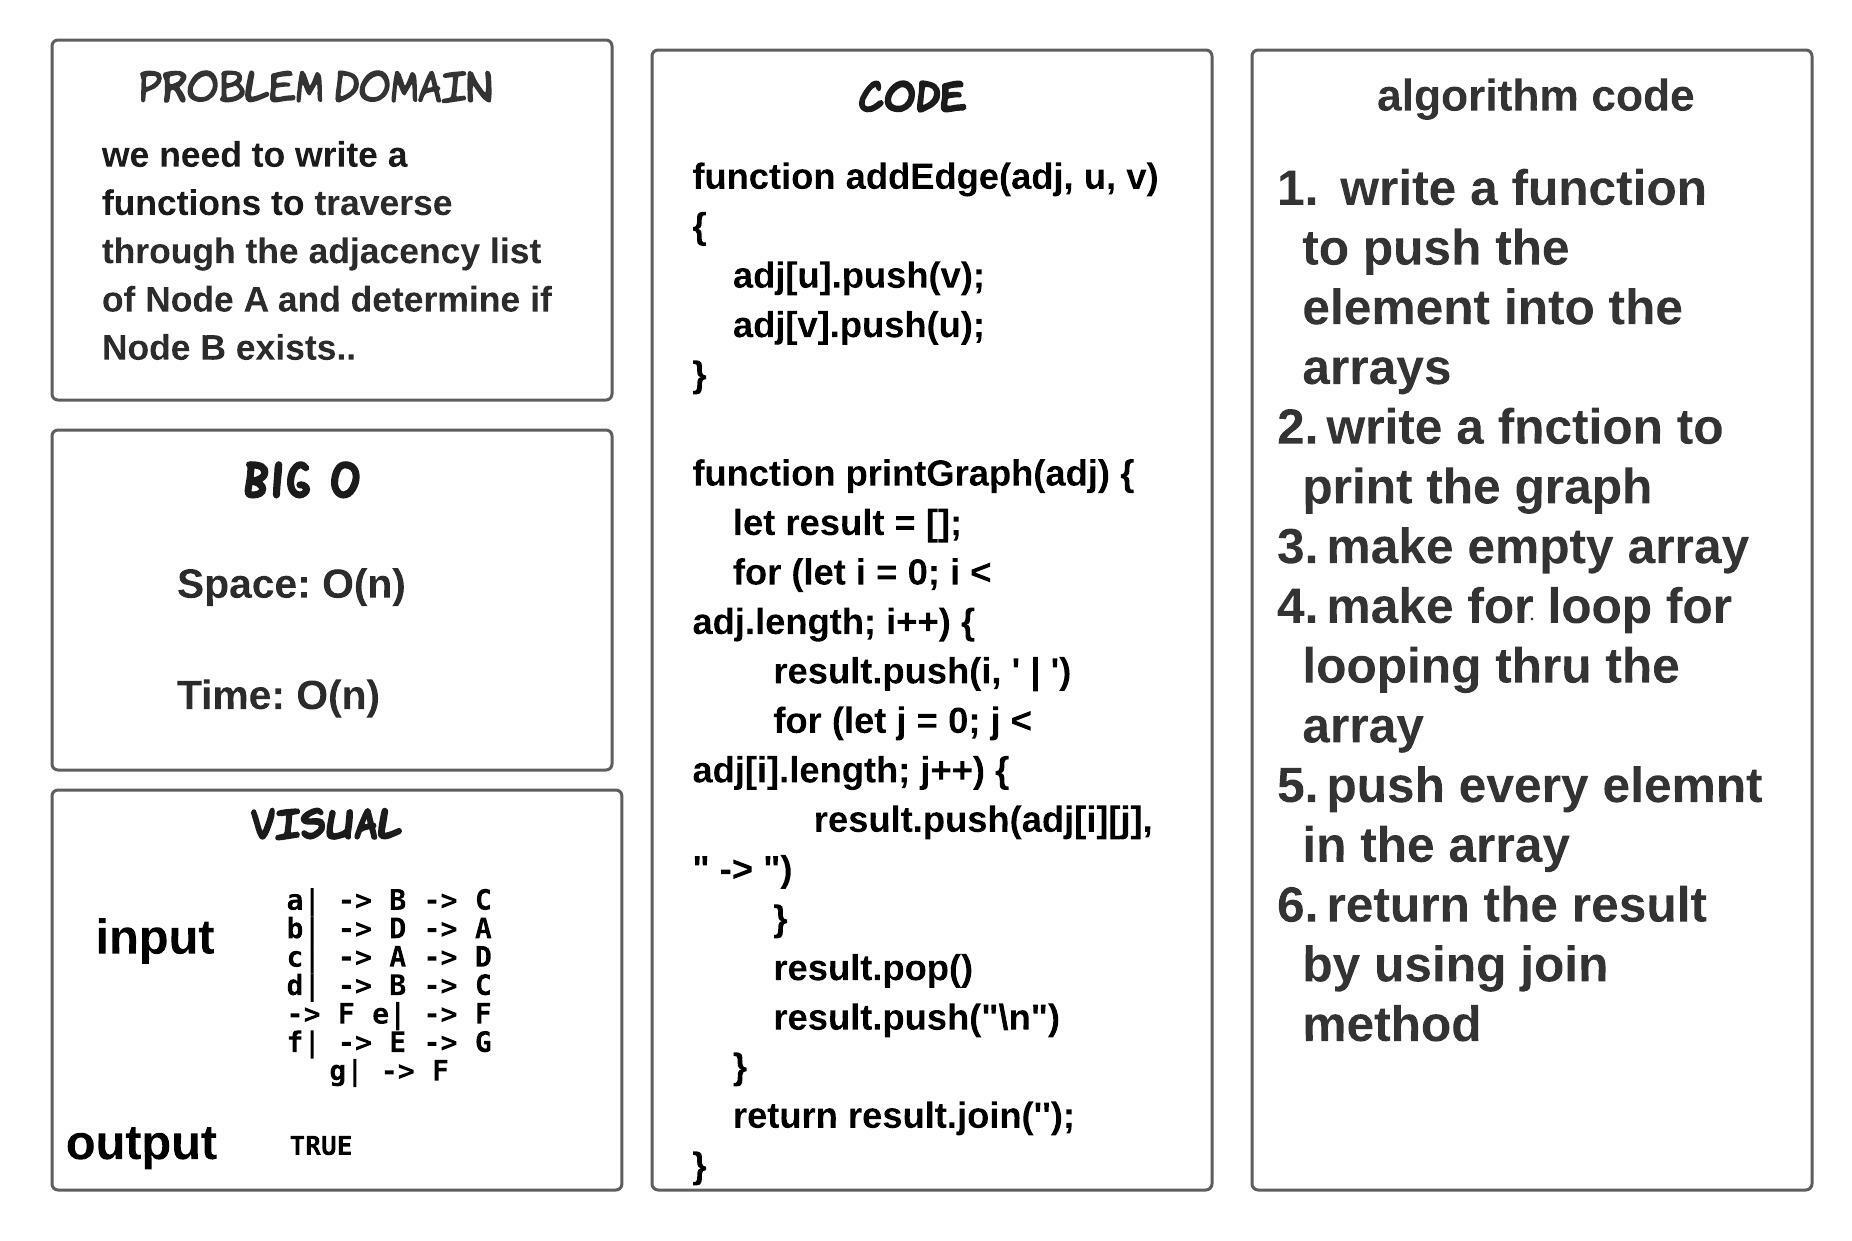 PROBLEM DOMAIN
we need to write a
functions to traverse
through the adjacency list
of Node A and determine if
Node B exists..
BIG O
Space: O(n)
Time: O(n)
VISUAL
input
a| -> B -> C
b| -> D -> A
c| -> A -> D
d| -> B -> C
-> F e| -> F
f| -> E -> G
g| -> F
output
TRUE
CODE
function addEdge(adj, u, v)
{
adj[u].push(v);
adj[v].push(u);
}
function printGraph(adj) {
let result = [];
for (let i = 0; i <
adj.length; i++) {
result.push(i, ' | ')
for (let j = 0; j <
adj[i].length; j++) {
result.push(adj[i][j],
" -> ")
}
result.pop()
result.push("\n")
}
return result.join('');
}
algorithm code
1. write a function
to push the
element into the
arrays
2. write a fnction to
print the graph
3. make empty array
4. make for loop for
looping thru the
array
5. push every elemnt
in the array
6. return the result
by using join
method